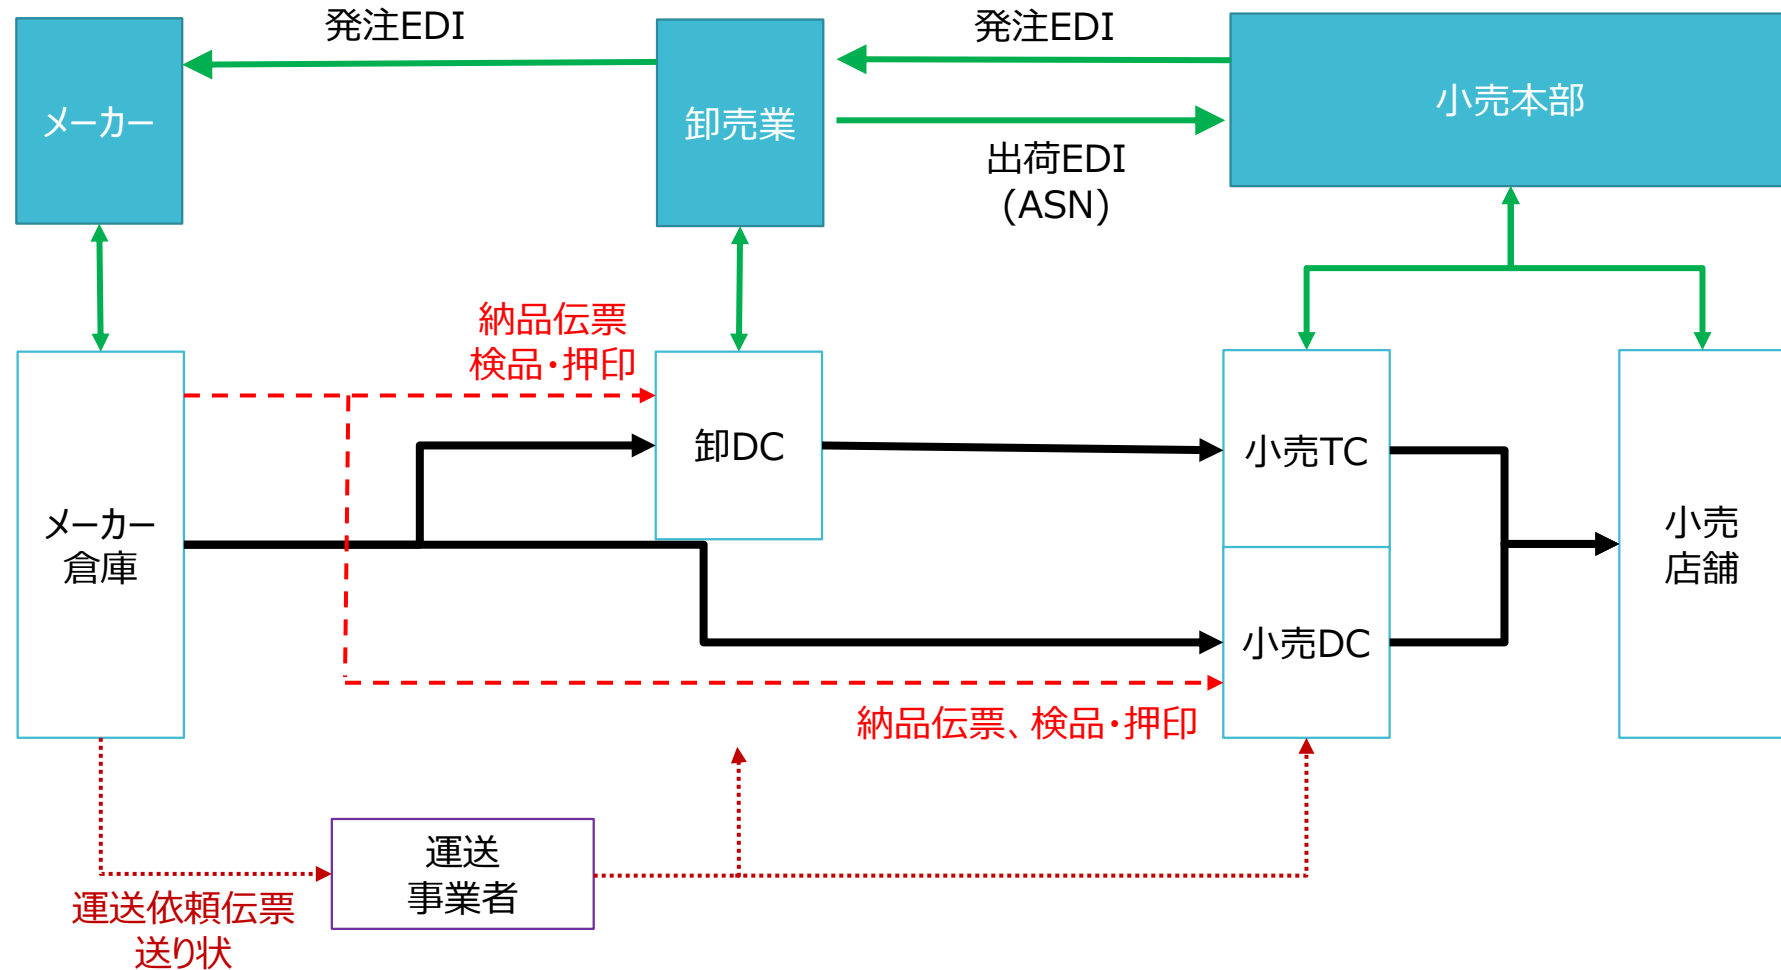 発注EDI
発注EDI
メーカー
卸売業
小売本部
出荷EDI
(ASN)
納品伝票
検品・押印
卸DC
小売TC
メーカー
倉庫
小売
店舗
小売DC
納品伝票、検品・押印
運送
事業者
運送依頼伝票
送り状